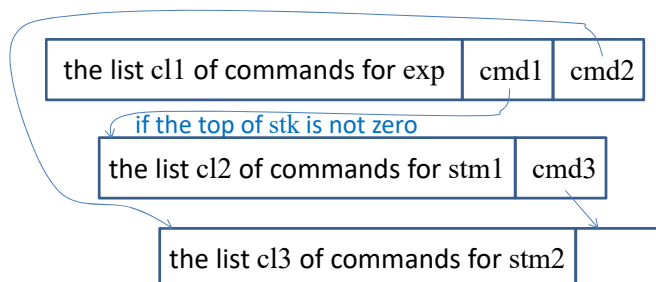 the list cl1 of commands for exp cmd1 cmd2
if the top of stk is not zero
the list cl2 of commands for stm1 cmd3
the list cl3 of commands for stm2